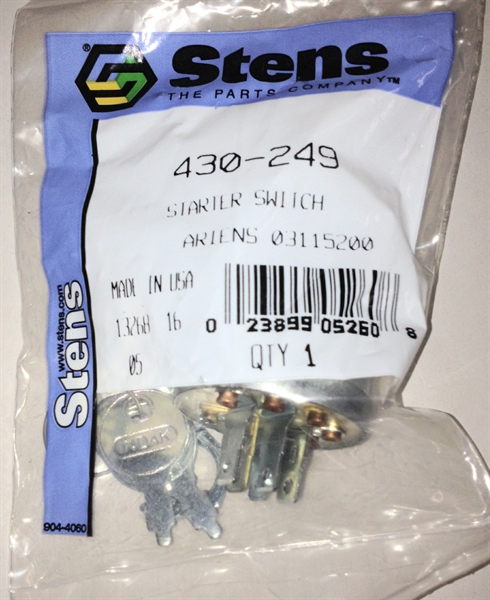 ® Stens
THE PARTS COMPANY™
430-249
STARTER SWITCH
ARIENS 03115200
MADE IN USA
13268 16
05
0 23899 05260 8
QTY 1
www.stens.com
Stens
904-4060